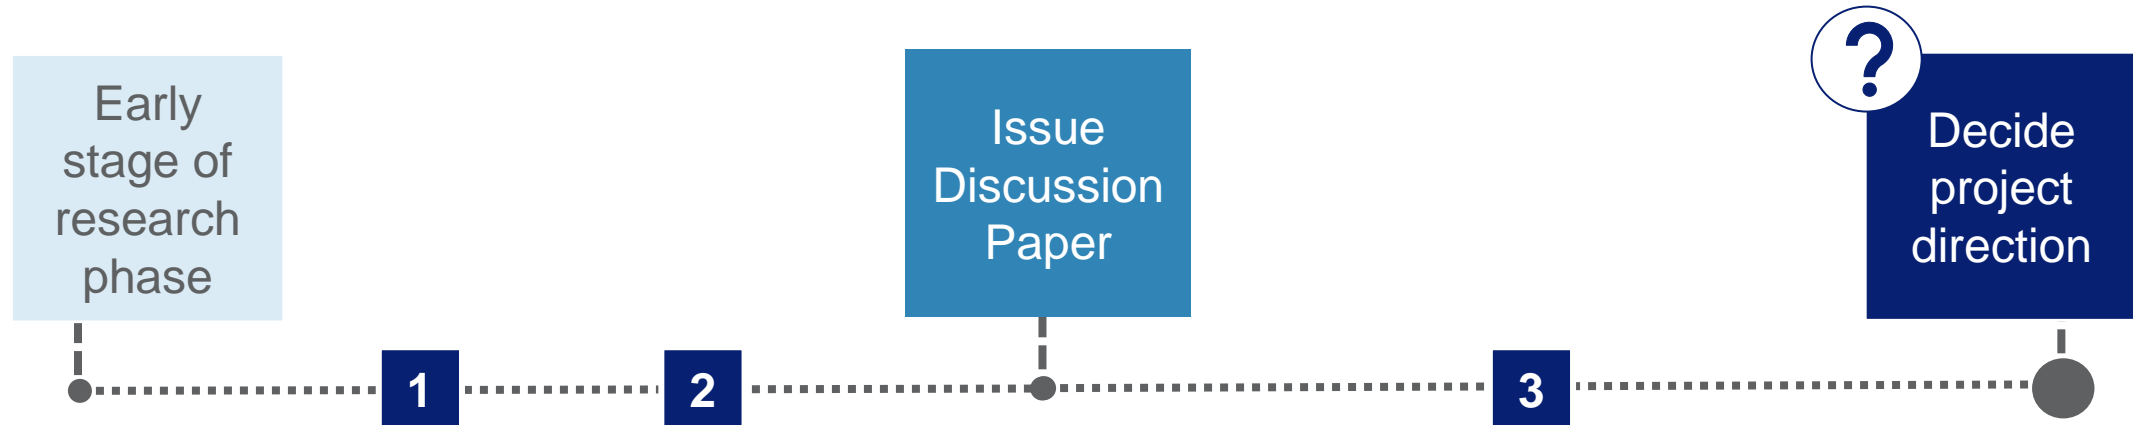 Early
stage of
research
phase
Issue
Discussion
Paper
?
Decide
project
direction
1
2
3